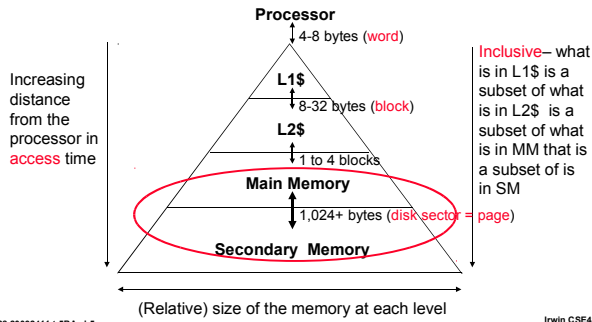 Processor
4-8 bytes (word)
Increasing
distance
from the
processor in
access time
L1$
8-32 bytes (block)
L2$
1 to 4 blocks
Main Memory
1,024+ bytes (disk sector = page)
Secondary Memory
Inclusive– what
is in L1$ is a
subset of what
is in L2$ is a
subset of what
is in MM that is
a subset of is
in SM
(Relative) size of the memory at each level
Irwin CSE4